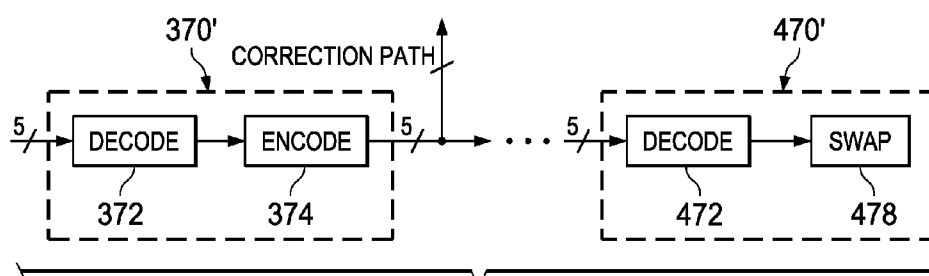 370'
470'
CORRECTION PATH
5
DECODE
ENCODE
5
5
DECODE
SWAP
372
374
472
478